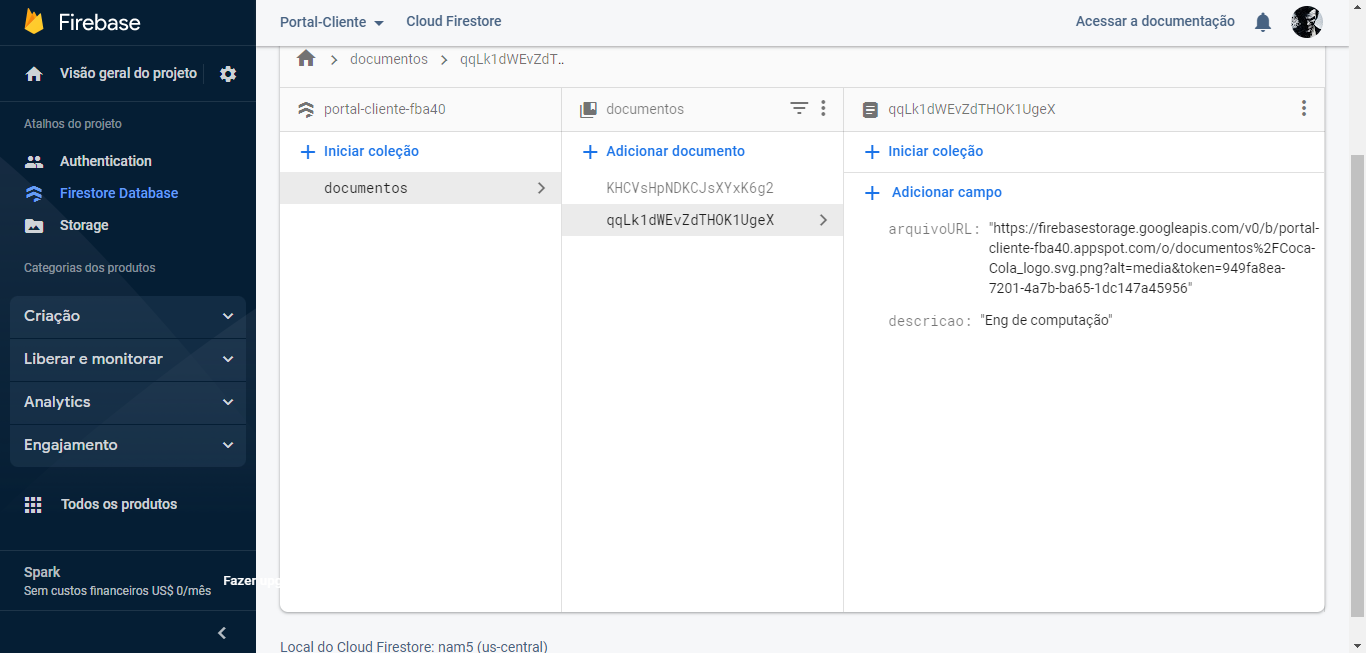 Firebase
Portal-Cliente
Cloud Firestore
Acessar a documentação
Visão geral do projeto
Atalhos do projeto
Authentication
Firestore Database
Storage
Categorias dos produtos
Criação
Liberar e monitorar
Analytics
Engajamento
Todos os produtos
Spark
Sem custos financeiros US$ 0/mês
Fazer upg
documentos
qqLk1dWEvZdT..
portal-cliente-fba40
Iniciar coleção
documentos
documentos
Adicionar documento
KHCVsHpNDKCJsXYxK6g2
qqLk1dWEvZdTHOK1UgeX
qqLk1dWEvZdTHOK1UgeX
Iniciar coleção
Adicionar campo
arquivoURL: "https://firebasestorage.googleapis.com/v0/b/portal-
cliente-fba40.appspot.com/o/documentos%2FCoca-
Cola_logo.svg.png?alt=media&token=949fa8ea-
7201-4a7b-ba65-1dc147a45956"
descricao: "Eng de computação"
Local do Cloud Firestore: nam5 (us-central)